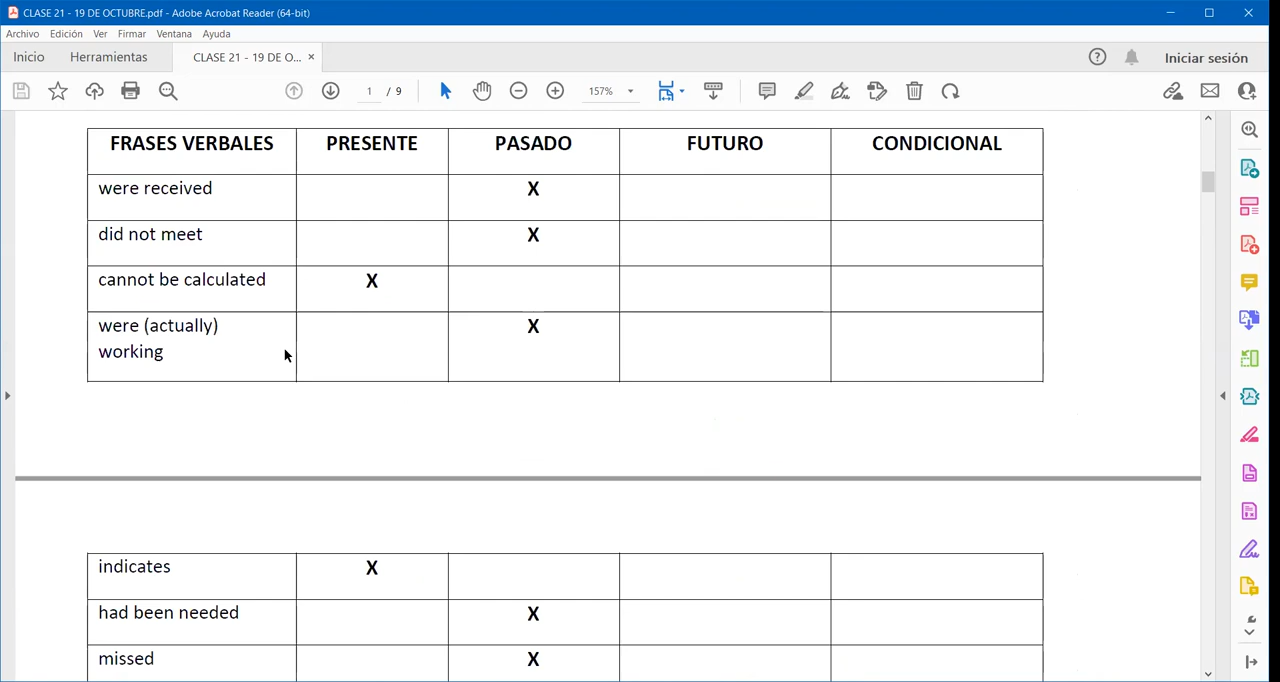 CLASE 21 - 19 DE OCTUBRE.pdf - Adobe Acrobat Reader (64-bit)
Archivo Edición Ver Firmar Ventana Ayuda
Inicio Herramientas CLASE 21 - 19 DE O... × Iniciar sesión
1 / 9 157%
FRASES VERBALES PRESENTE PASADO FUTURO CONDICIONAL
were received X
did not meet X
cannot be calculated X
were (actually) X
working
indicates X
had been needed X
missed X